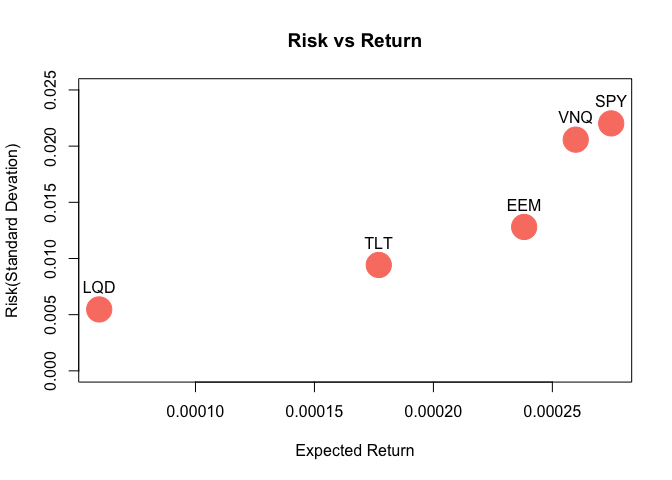 Risk vs Return
Risk(Standard Devation)
0.025
0.020
0.015
0.010
0.005
0.000
SPY
VNQ
EEM
TLT
LQD
0.00010 0.00015 0.00020 0.00025
Expected Return